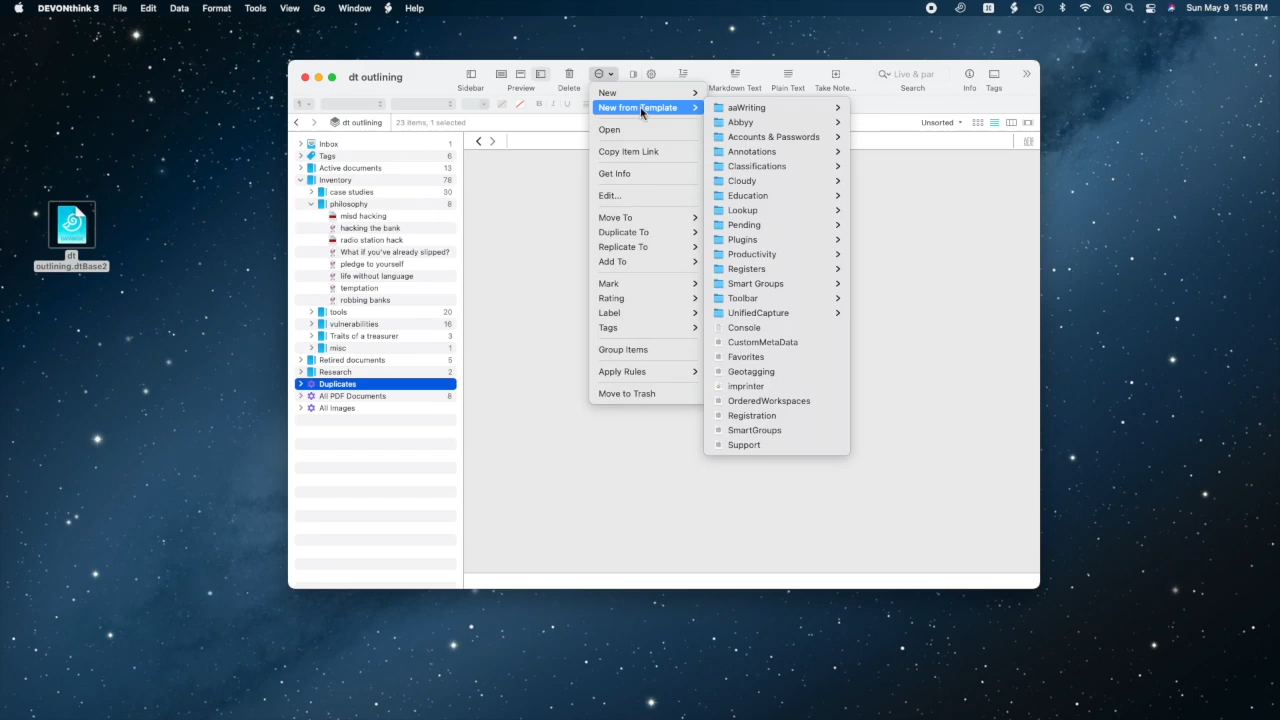 DEVONthink 3 File Edit Data Format Tools View Go Window Help Sun May 9 1:56 PM
dt outlining Live & par
Sidebar Preview Delete Markdown Text Plain Text Take Note... Search Info Tags
B I U
dt outlining 23 items, 1 selected Unsorted
Inbox 1
Tags 6
Active documents 13
Inventory 78
case studies 30
philosophy 8
misd hacking
hacking the bank
radio station hack
What if you've already slipped?
pledge to yourself
life without language
temptation
robbing banks
tools 20
vulnerabilities 16
Traits of a treasurer 3
misc 1
Retired documents 5
Research 2
Duplicates
All PDF Documents 8
All Images
New
New from Template
Open
Copy Item Link
Get Info
Edit...
Move To
Duplicate To
Replicate To
Add To
Mark
Rating
Label
Tags
Group Items
Apply Rules
Move to Trash
aaWriting
Abbyy
Accounts & Passwords
Annotations
Classifications
Cloudy
Education
Lookup
Pending
Plugins
Productivity
Registers
Smart Groups
Toolbar
UnifiedCapture
Console
CustomMetaData
Favorites
Geotagging
imprinter
OrderedWorkspaces
Registration
SmartGroups
Support
dt
outlining.dtBase2